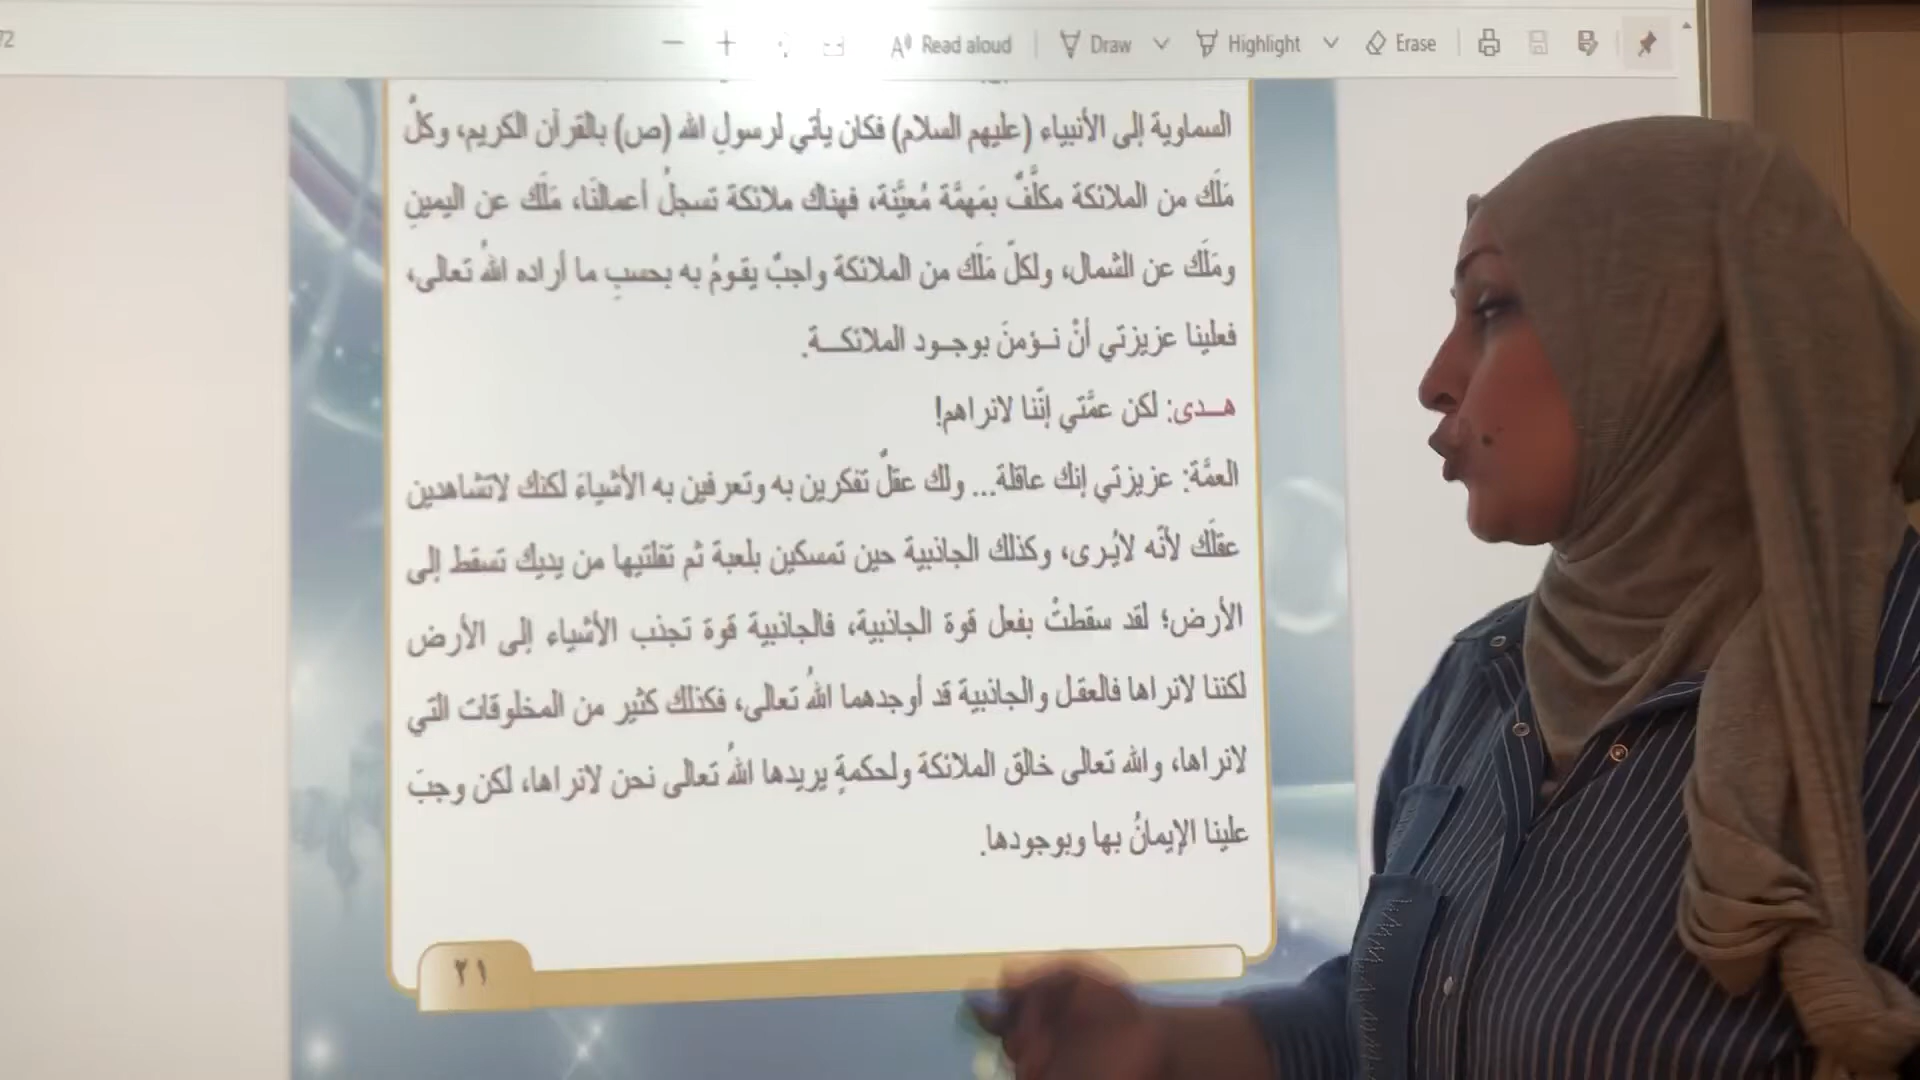 72
Read aloud
Draw
Highlight
Erase
السماوية إلى الأنبياء (عليهم السلام) فكان يأتي لرسولِ الله (ص) بالقرآن الكريم، وكلُّ
مَلَك من الملائكة مكلَّفٌ بمَهمَّة مُعيَّنة، فهناك ملائكة تسجلُ أعمالنَا، مَلَك عن اليمينِ
ومَلَك عن الشمال، ولكلّ مَلَك من الملائكة واجبٌ يقومُ به بحسبِ ما أراده اللهُ تعالى،
فعلينا عزيزتي أنْ نـؤمنَ بوجـود الملائكــة.
هــدى: لكن عمَّتي إنّنا لانراهم!
العمَّة: عزيزتي إنك عاقلة... ولك عقلٌ تفكرين به وتعرفين به الأشياءَ لكنك لاتشاهدين
عقلَك لأنّه لايُـرى، وكذلك الجاذبية حين تمسكين بلعبة ثم تفلتيها من يديك تسقط إلى
الأرض؛ لقد سقطتْ بفعل قوة الجاذبية، فالجاذبية قوة تجذب الأشياء إلى الأرض
لكننا لانراها فالعقـل والجاذبية قد أوجدهما اللهُ تعالى، فكذلك كثير من المخلوقات التي
لانراها، والله تعالى خالق الملائكة ولحكمةٍ يريدها اللهُ تعالى نحن لانراها، لكن وجبَ
علينا الإيمانُ بها وبوجودها.
٢١